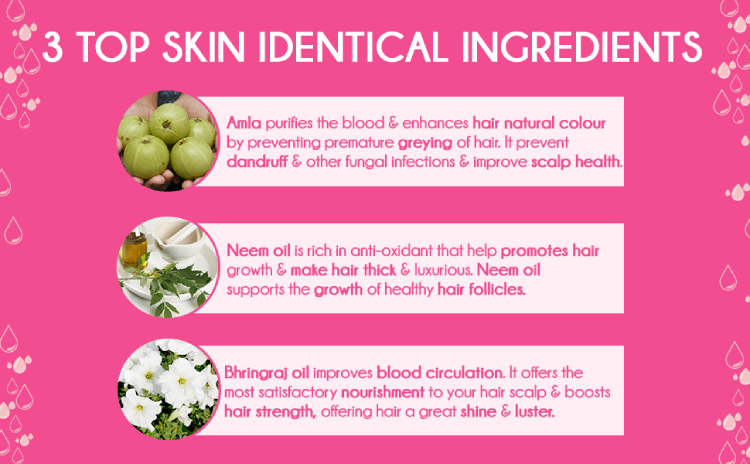 3 TOP SKIN IDENTICAL INGREDIENTS
Amla purifies the blood & enhances hair natural colour
by preventing premature greying of hair. It prevent
dandruff & other fungal infections & improve scalp health.
Neem oil is rich in anti-oxidant that help promotes hair
growth & make hair thick & luxurious. Neem oil
supports the growth of healthy hair follicles.
Bhringraj oil improves blood circulation. It offers the
most satisfactory nourishment to your hair scalp & boosts
hair strength, offering hair a great shine & luster.